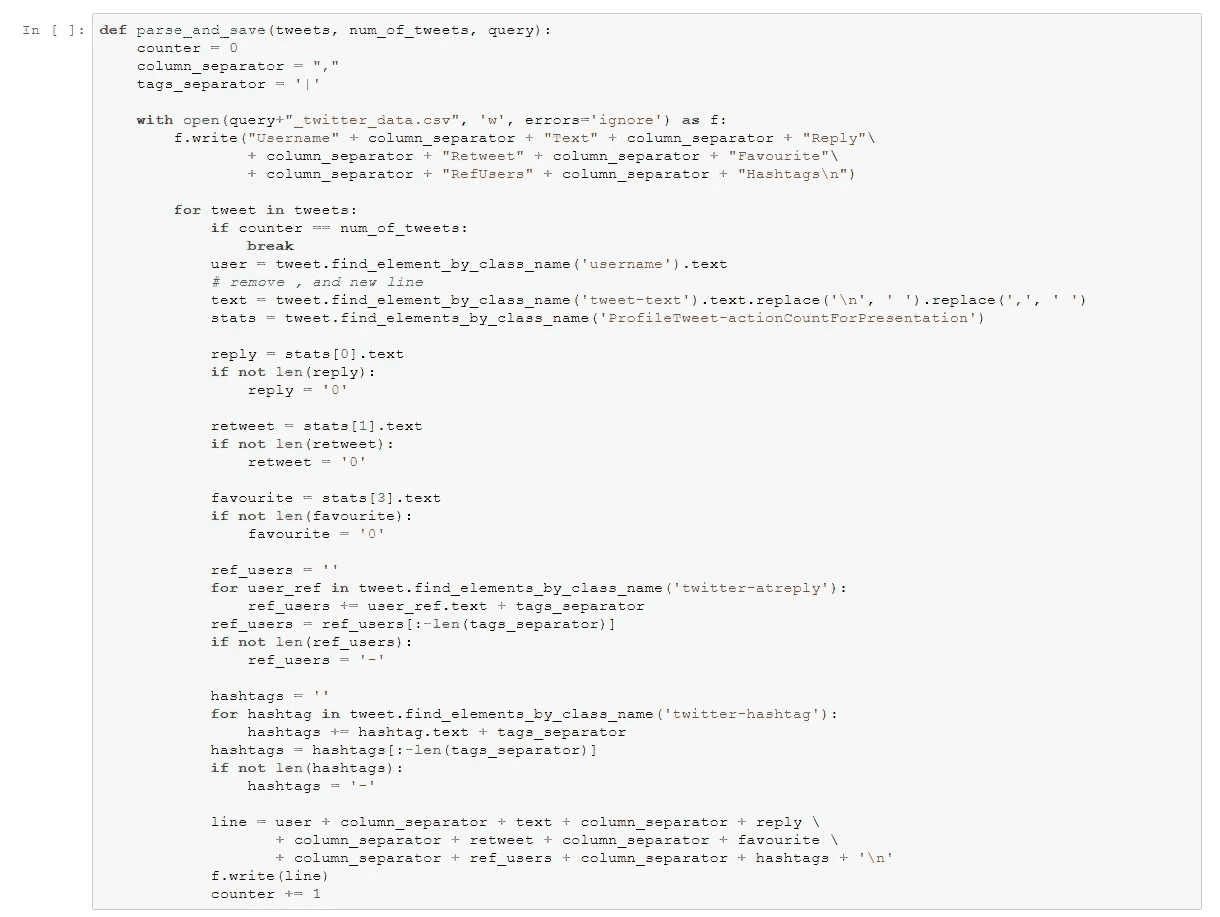 In [ ]: def parse_and_save(tweets, num_of_tweets, query):
    counter = 0
    column_separator = ","
    tags_separator = '|'

    with open(query+"_twitter_data.csv", 'w', errors='ignore') as f:
        f.write("Username" + column_separator + "Text" + column_separator + "Reply"\
                + column_separator + "Retweet" + column_separator + "Favourite"\
                + column_separator + "RefUsers" + column_separator + "Hashtags\n")

        for tweet in tweets:
            if counter == num_of_tweets:
                break
            user = tweet.find_element_by_class_name('username').text
            # remove , and new line
            text = tweet.find_element_by_class_name('tweet-text').text.replace('\n', ' ').replace(',', ' ')
            stats = tweet.find_elements_by_class_name('ProfileTweet-actionCountForPresentation')

            reply = stats[0].text
            if not len(reply):
                reply = '0'

            retweet = stats[1].text
            if not len(retweet):
                retweet = '0'

            favourite = stats[3].text
            if not len(favourite):
                favourite = '0'

            ref_users = ''
            for user_ref in tweet.find_elements_by_class_name('twitter-atreply'):
                ref_users += user_ref.text + tags_separator
            ref_users = ref_users[:-len(tags_separator)]
            if not len(ref_users):
                ref_users = '-'

            hashtags = ''
            for hashtag in tweet.find_elements_by_class_name('twitter-hashtag'):
                hashtags += hashtag.text + tags_separator
            hashtags = hashtags[:-len(tags_separator)]
            if not len(hashtags):
                hashtags = '-'

            line = user + column_separator + text + column_separator + reply \
                   + column_separator + retweet + column_separator + favourite \
                   + column_separator + ref_users + column_separator + hashtags + '\n'
            f.write(line)
            counter += 1